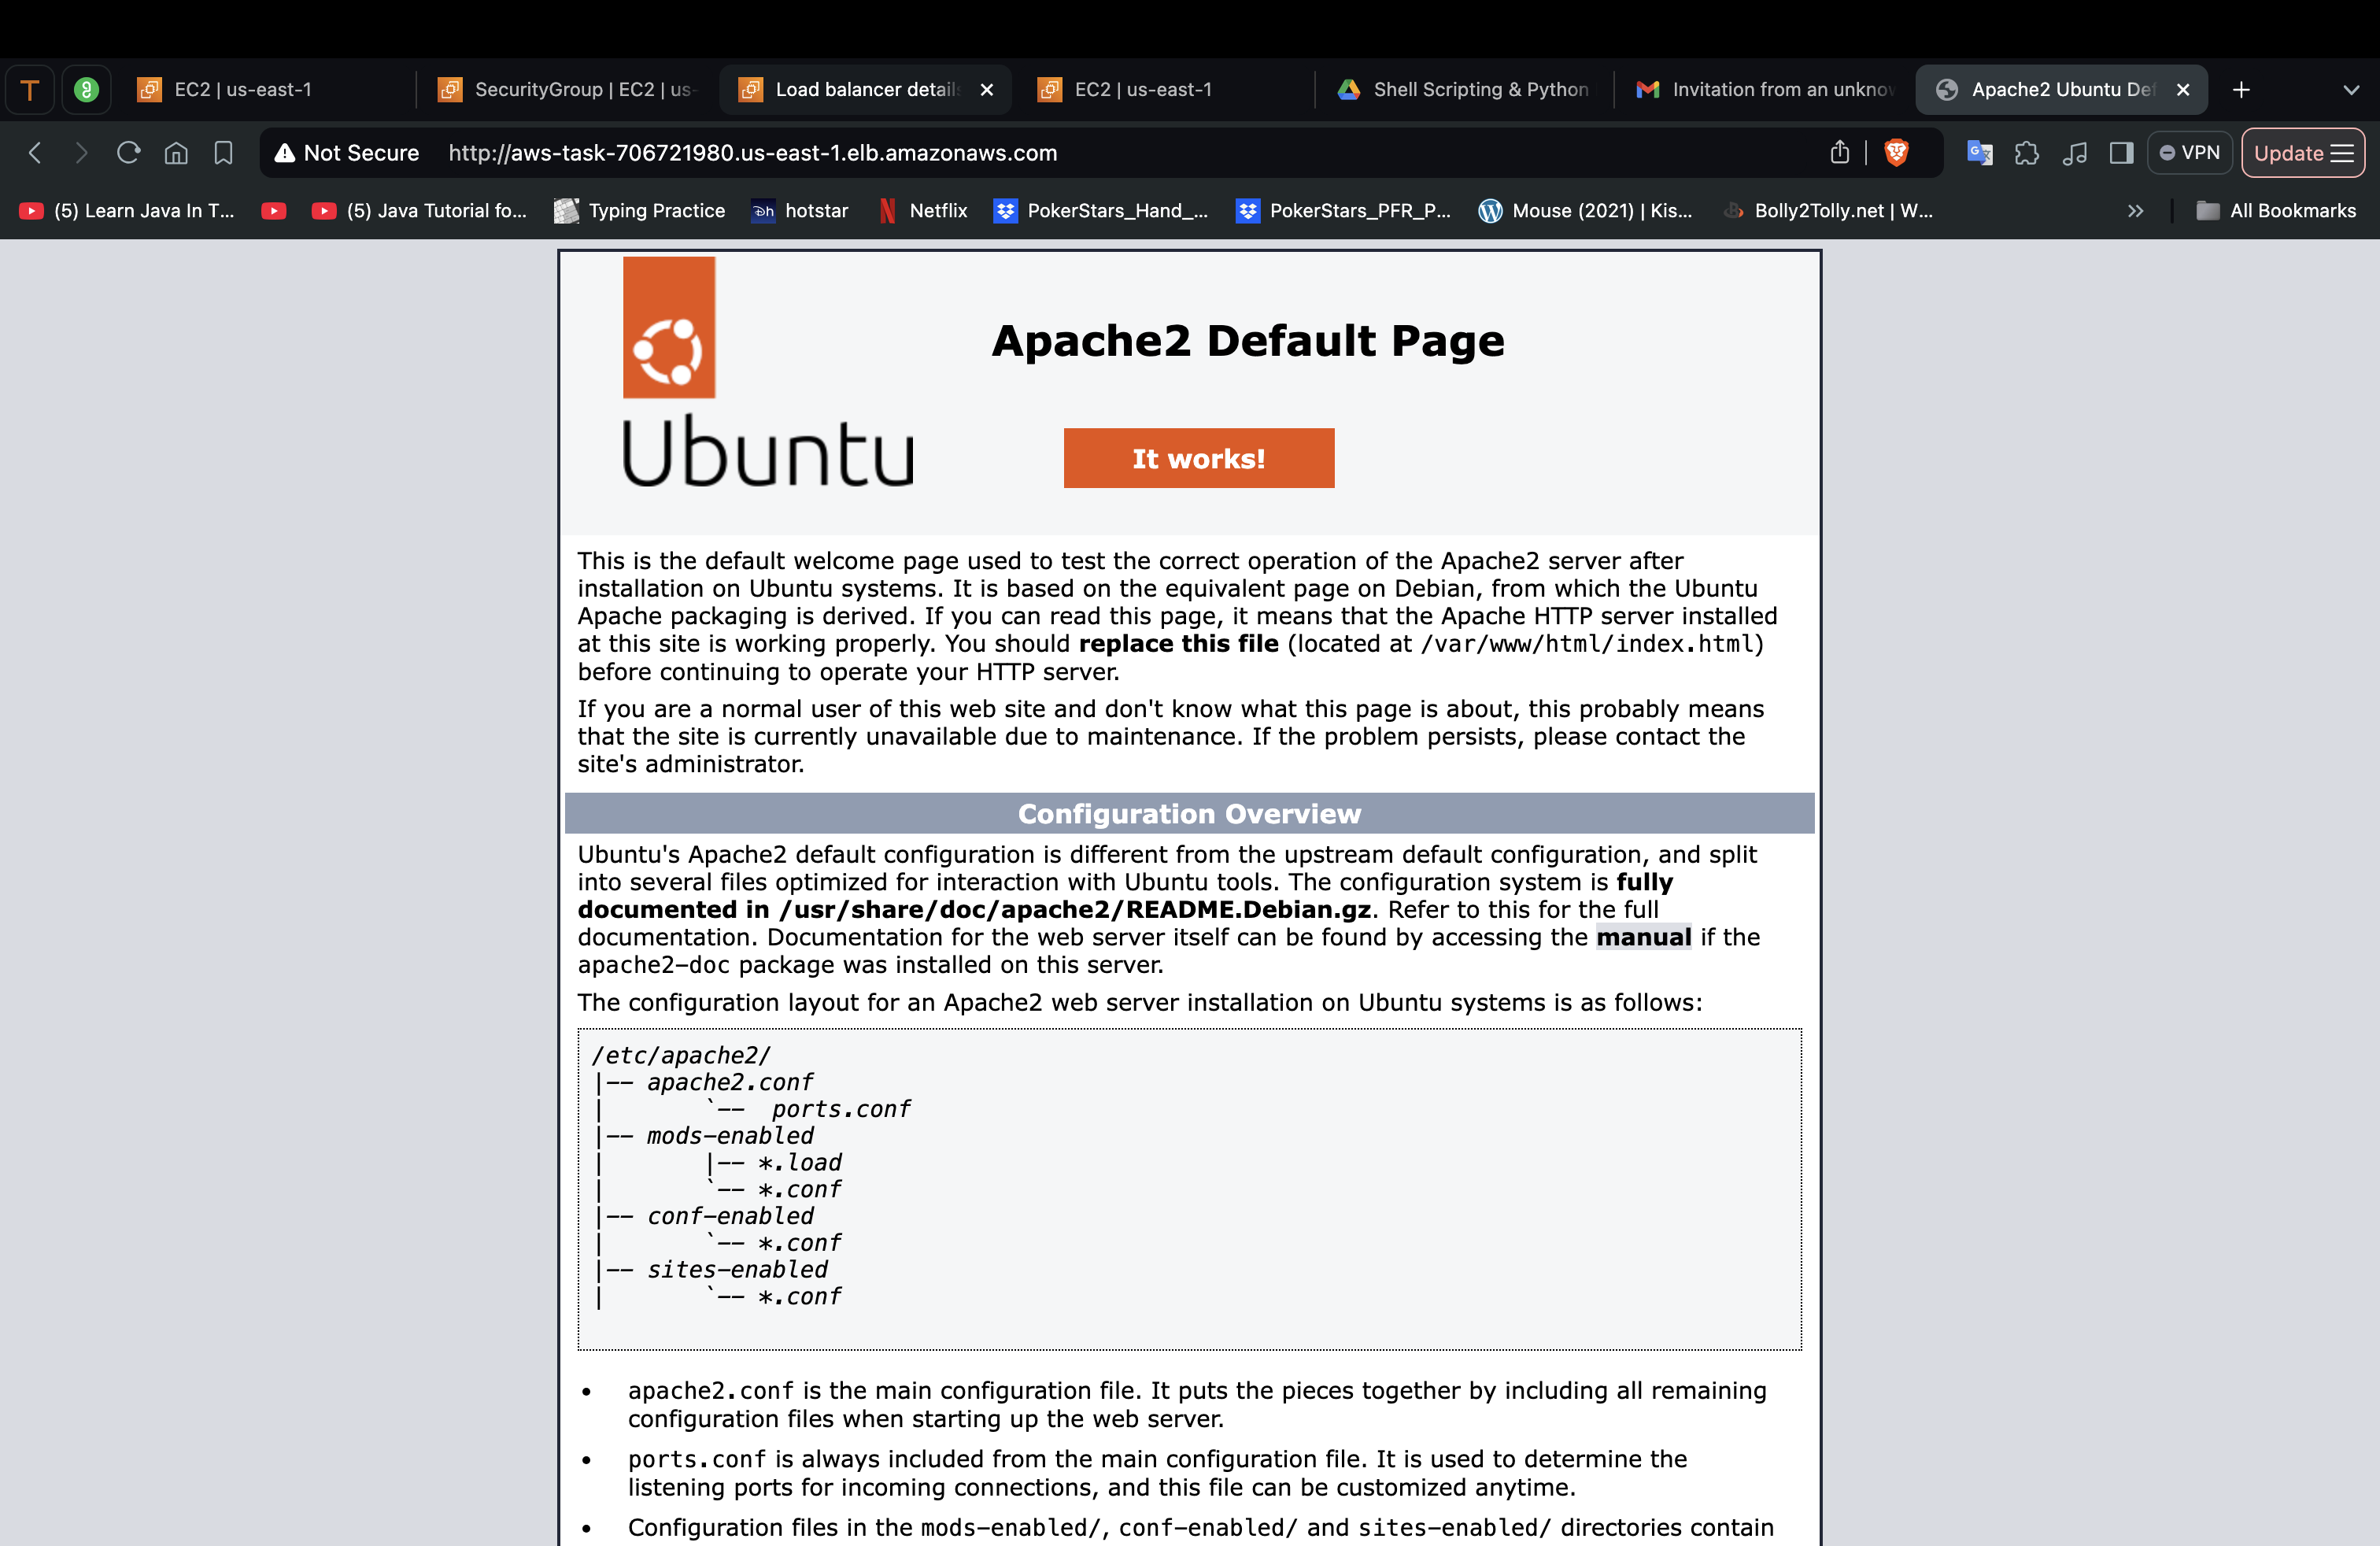 T
EC2 | us-east-1
SecurityGroup | EC2 | us-
Load balancer details
EC2 | us-east-1
Shell Scripting & Python
Invitation from an unknow
Apache2 Ubuntu Def
Not Secure http://aws-task-706721980.us-east-1.elb.amazonaws.com
VPN
Update
(5) Learn Java In T...
(5) Java Tutorial fo...
Typing Practice
hotstar
Netflix
PokerStars_Hand_...
PokerStars_PFR_P...
Mouse (2021) | Kis...
Bolly2Tolly.net | W...
All Bookmarks
Ubuntu
Apache2 Default Page
It works!
This is the default welcome page used to test the correct operation of the Apache2 server after
installation on Ubuntu systems. It is based on the equivalent page on Debian, from which the Ubuntu
Apache packaging is derived. If you can read this page, it means that the Apache HTTP server installed
at this site is working properly. You should replace this file (located at /var/www/html/index.html)
before continuing to operate your HTTP server.
If you are a normal user of this web site and don't know what this page is about, this probably means
that the site is currently unavailable due to maintenance. If the problem persists, please contact the
site's administrator.
Configuration Overview
Ubuntu's Apache2 default configuration is different from the upstream default configuration, and split
into several files optimized for interaction with Ubuntu tools. The configuration system is fully
documented in /usr/share/doc/apache2/README.Debian.gz. Refer to this for the full
documentation. Documentation for the web server itself can be found by accessing the manual if the
apache2-doc package was installed on this server.
The configuration layout for an Apache2 web server installation on Ubuntu systems is as follows:
/etc/apache2/
|-- apache2.conf
|       `--  ports.conf
|-- mods-enabled
|       |-- *.load
|       `-- *.conf
|-- conf-enabled
|       `-- *.conf
|-- sites-enabled
|       `-- *.conf
• apache2.conf is the main configuration file. It puts the pieces together by including all remaining
configuration files when starting up the web server.
• ports.conf is always included from the main configuration file. It is used to determine the
listening ports for incoming connections, and this file can be customized anytime.
• Configuration files in the mods-enabled/, conf-enabled/ and sites-enabled/ directories contain